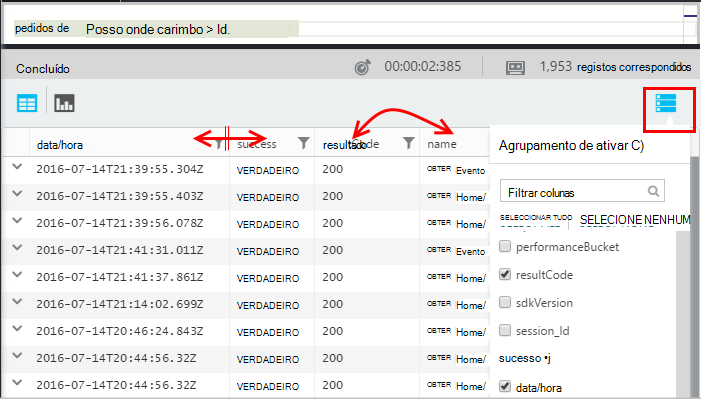 pedidos de Posso onde carimbo > Id.
Concluído 00:00:02:385 1,953 registos correspondidos
data/hora success resultado Code name
2016-07-14T21:39:55.304Z VERDADEIRO 200 OBTER Evento
2016-07-14T21:39:55.403Z VERDADEIRO 200 OBTER Home/
2016-07-14T21:39:56.078Z VERDADEIRO 200 OBTER Home/
2016-07-14T21:41:31.011Z VERDADEIRO 200 OBTER Evento
2016-07-14T21:41:37.861Z VERDADEIRO 200 OBTER Home/
2016-07-14T21:14:02.699Z VERDADEIRO 200 OBTER Home/
2016-07-14T20:46:24.843Z VERDADEIRO 200 OBTER Home/
2016-07-14T20:44:56.32Z VERDADEIRO 200 OBTER Home/
2016-07-14T20:44:56.32Z VERDADEIRO 200 OBTER Home/
Agrupamento de ativar C)
Filtrar colunas
SELECIONAR TUDO SELECIONE NENHUM
performanceBucket
resultCode
sdkVersion
session_Id
sucesso •j
data/hora